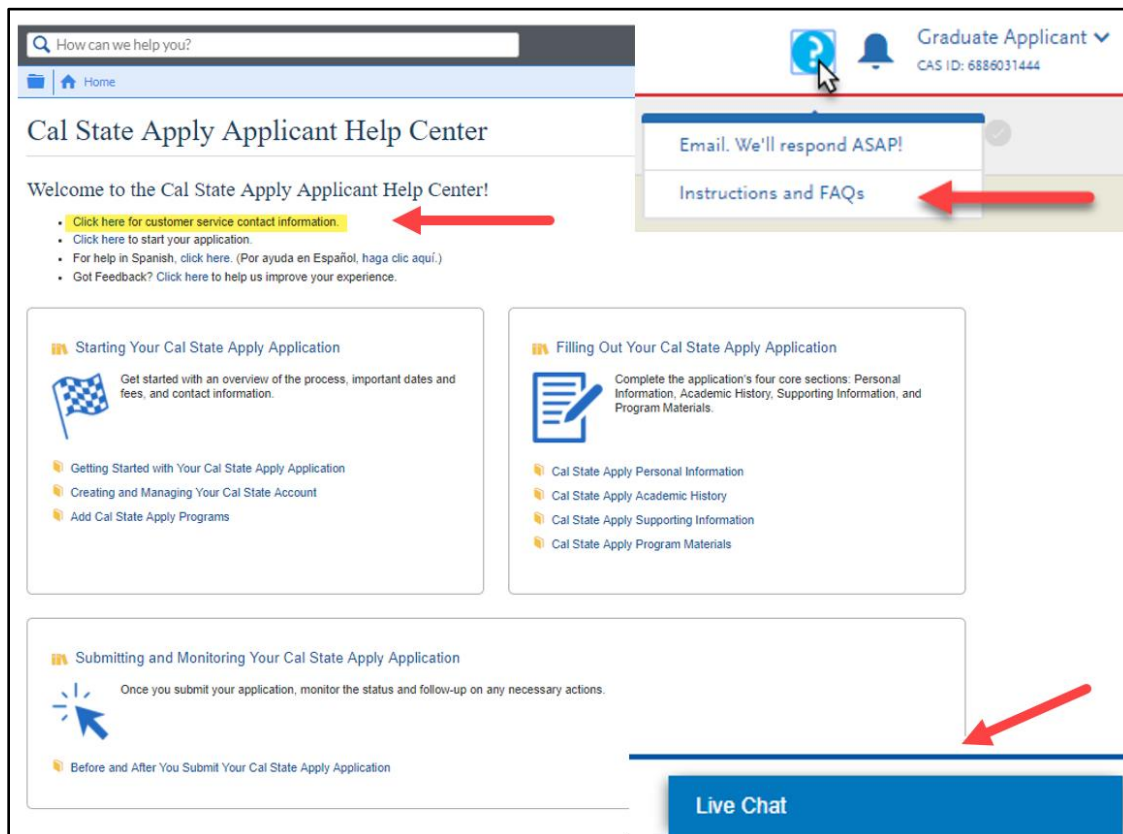 How can we help you?
Home
Cal State Apply Applicant Help Center
Welcome to the Cal State Apply Applicant Help Center!
Click here for customer service contact information.
Click here to start your application.
For help in Spanish, click here. (Por ayuda en Español, haga clic aquí.)
Got Feedback? Click here to help us improve your experience.
Graduate Applicant
CAS ID: 6886031444
Email. We'll respond ASAP!
Instructions and FAQs
Starting Your Cal State Apply Application
Get started with an overview of the process, important dates and
fees, and contact information.
Getting Started with Your Cal State Apply Application
Creating and Managing Your Cal State Account
Add Cal State Apply Programs
Filling Out Your Cal State Apply Application
Complete the application's four core sections: Personal
Information, Academic History, Supporting Information, and
Program Materials.
Cal State Apply Personal Information
Cal State Apply Academic History
Cal State Apply Supporting Information
Cal State Apply Program Materials
Submitting and Monitoring Your Cal State Apply Application
Once you submit your application, monitor the status and follow-up on any necessary actions.
Before and After You Submit Your Cal State Apply Application
Live Chat